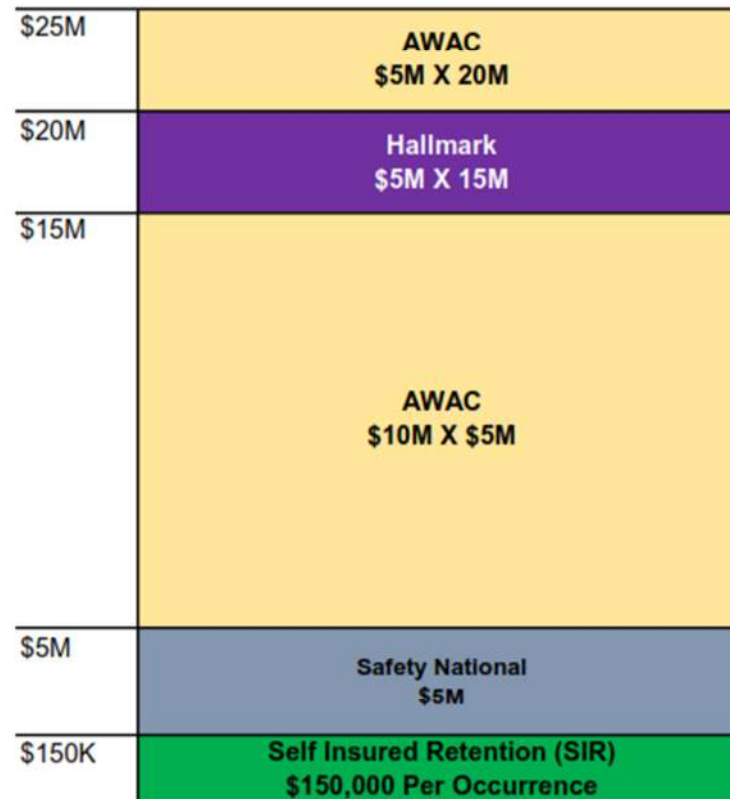 $25M
AWAC
$5M X 20M
$20M
Hallmark
$5M X 15M
$15M
AWAC
$10M X $5M
$5M
Safety National
$5M
$150K
Self Insured Retention (SIR)
$150,000 Per Occurrence